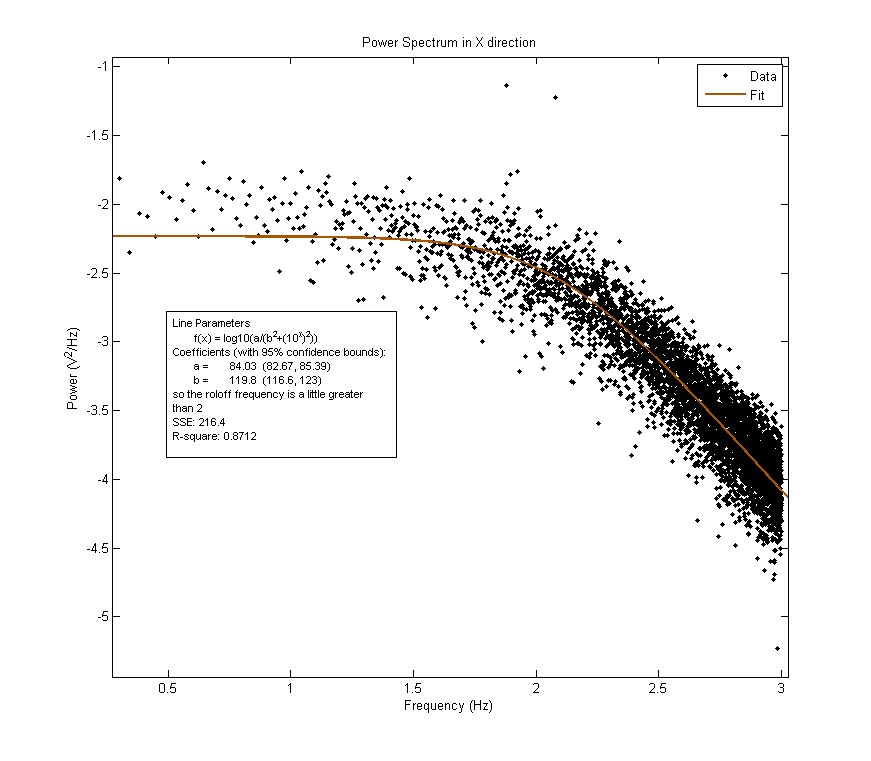 Power Spectrum in X direction
-1
-1.5
-2
-2.5
-3
-3.5
-4
-4.5
-5
Power (V²/Hz)
Data
Fit
Line Parameters
f(x) = log10(a/(b²+(10ˣ)²))
Coefficients (with 95% confidence bounds):
a = 84.03 (82.67, 85.39)
b = 119.8 (116.6, 123)
so the roloff frequency is a little greater
than 2
SSE: 216.4
R-square: 0.8712
0.5 1 1.5 2 2.5 3
Frequency (Hz)